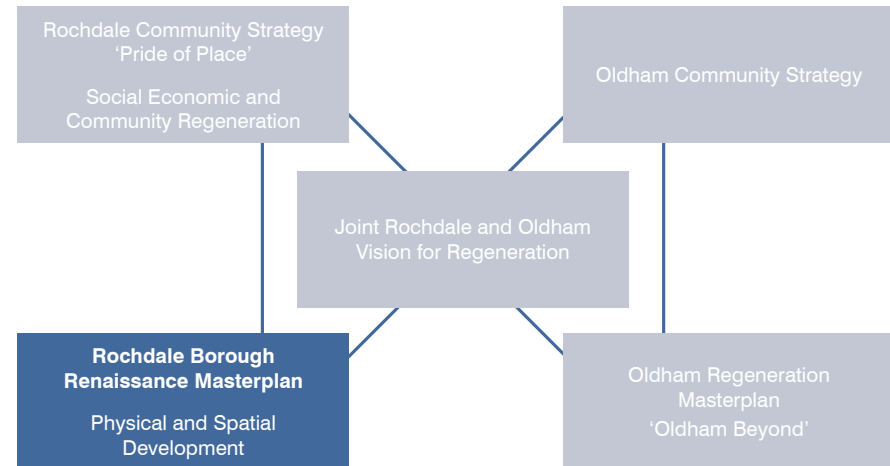 Rochdale Community Strategy
‘Pride of Place’
Social Economic and
Community Regeneration
Oldham Community Strategy
Joint Rochdale and Oldham
Vision for Regeneration
Rochdale Borough
Renaissance Masterplan
Physical and Spatial
Development
Oldham Regeneration
Masterplan
‘Oldham Beyond’